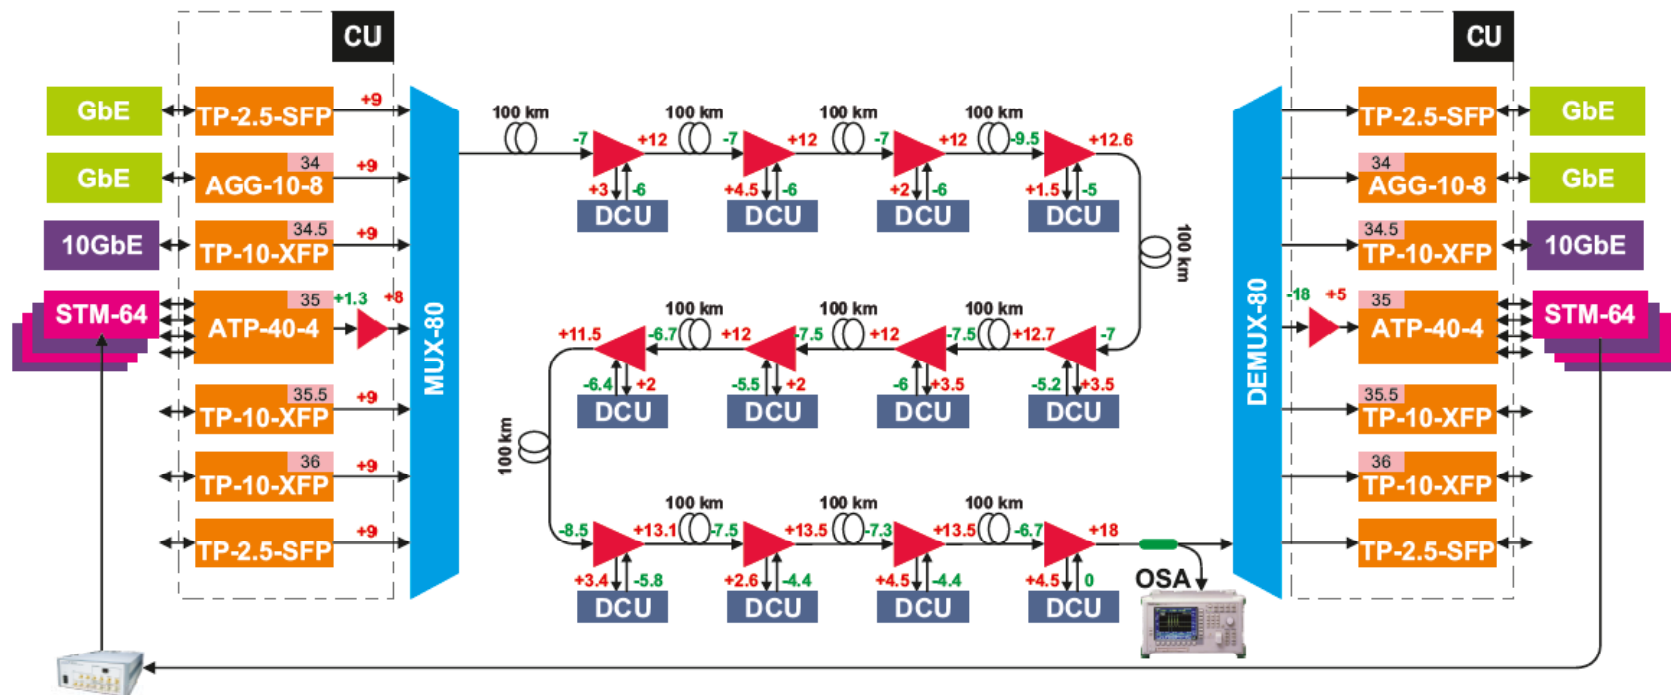 CU
GbE
TP-2.5-SFP
+9
GbE
34
AGG-10-8
+9
10GbE
34.5
TP-10-XFP
+9
STM-64
35
ATP-40-4
+1.3
+8
35.5
TP-10-XFP
+9
36
TP-10-XFP
+9
TP-2.5-SFP
+9
MUX-80
100 km
-7
+12
100 km
-7
+12
100 km
-7
+12
100 km
-9.5
+12.6
+3
-6
+4.5
-6
+2
-6
+1.5
-5
DCU
DCU
DCU
DCU
100 km
+11.5
-6.7
100 km
+12
-7.5
100 km
+12
-7.5
100 km
+12.7
-7
-6.4
+2
-5.5
+2
-6
+3.5
-5.2
+3.5
DCU
DCU
DCU
DCU
100 km
-8.5
+13.1
100 km
-7.5
+13.5
100 km
-7.3
+13.5
100 km
-6.7
+18
+3.4
-5.8
+2.6
-4.4
+4.5
-4.4
+4.5
0
DCU
DCU
DCU
DCU
OSA
DEMUX-80
CU
TP-2.5-SFP
GbE
34
AGG-10-8
GbE
34.5
TP-10-XFP
10GbE
-18
+5
35
ATP-40-4
STM-64
35.5
TP-10-XFP
36
TP-10-XFP
TP-2.5-SFP